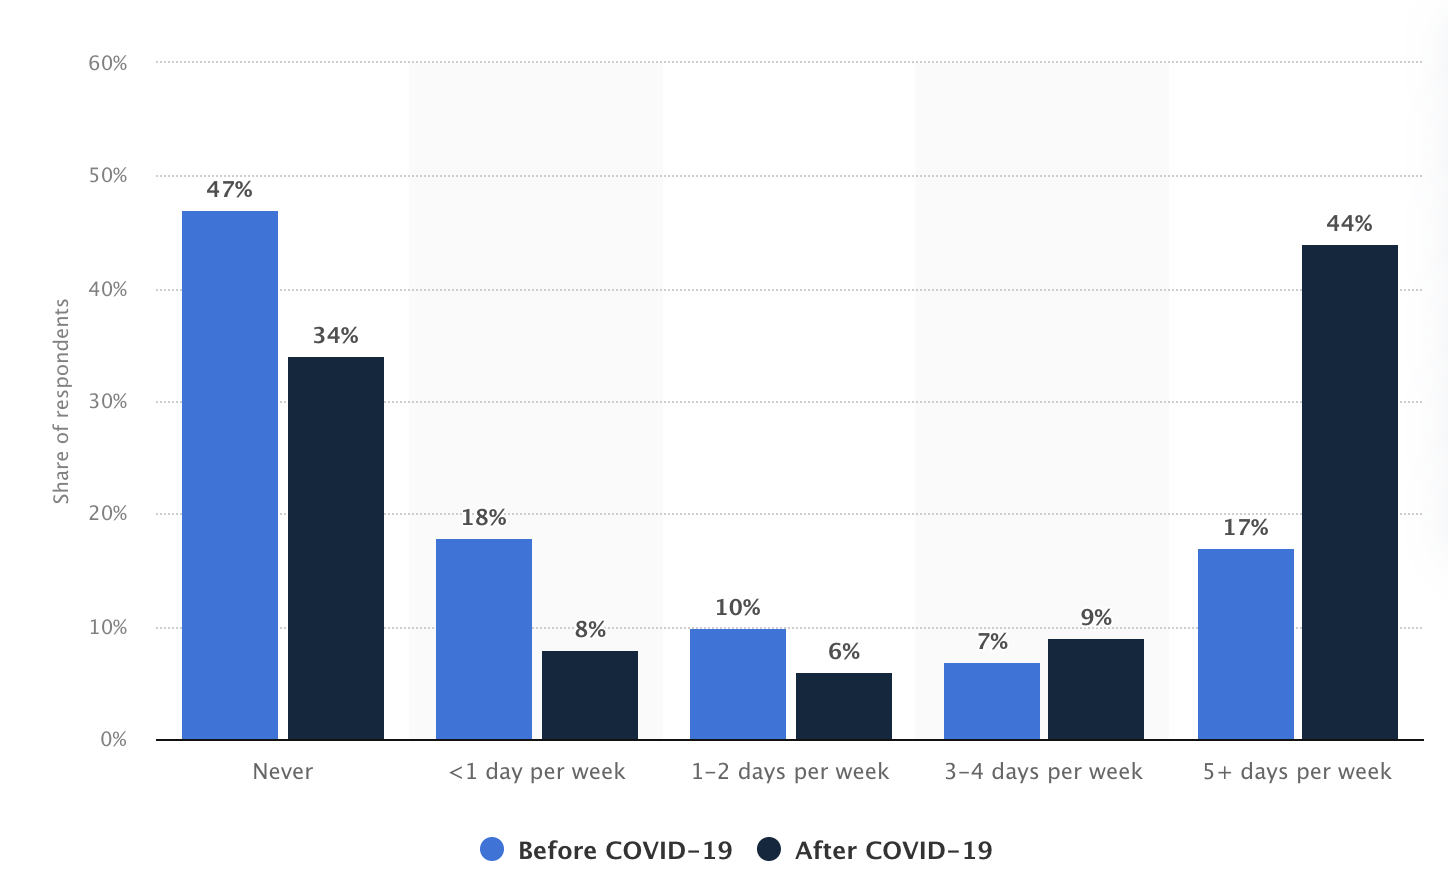 60%
50%
40%
30%
20%
10%
0%
Share of respondents
47%
34%
18%
8%
10%
6%
7%
9%
17%
44%
Never
<1 day per week
1–2 days per week
3–4 days per week
5+ days per week
Before COVID–19
After COVID–19